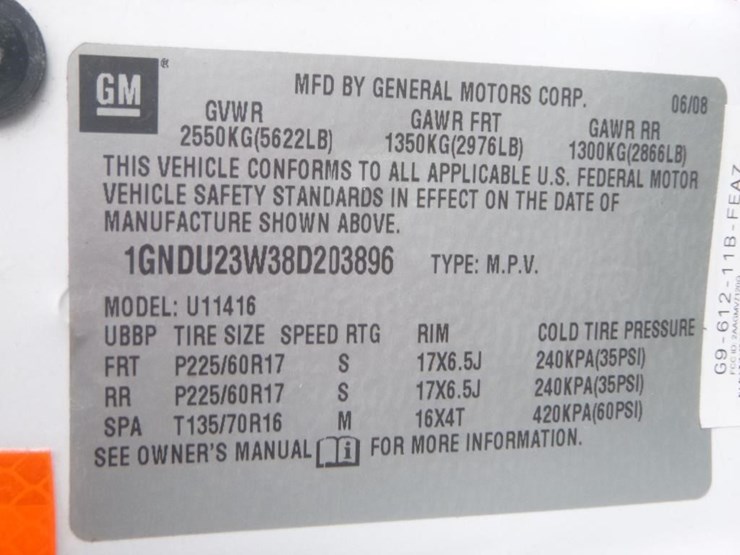 GM
MFD BY GENERAL MOTORS CORP.
06/08
GVWR GAWR FRT GAWR RR
2550KG(5622LB) 1350KG(2976LB) 1300KG(2866LB)
THIS VEHICLE CONFORMS TO ALL APPLICABLE U.S. FEDERAL MOTOR
VEHICLE SAFETY STANDARDS IN EFFECT ON THE DATE OF
MANUFACTURE SHOWN ABOVE.
1GNDU23W38D203896 TYPE: M.P.V.
MODEL: U11416
UBBP TIRE SIZE SPEED RTG RIM COLD TIRE PRESSURE
FRT P225/60R17 S 17X6.5J 240KPA(35PSI)
RR P225/60R17 S 17X6.5J 240KPA(35PSI)
SPA T135/70R16 M 16X4T 420KPA(60PSI)
SEE OWNER'S MANUAL i FOR MORE INFORMATION.
G9-612-11B-FEAZ
FCC ID: